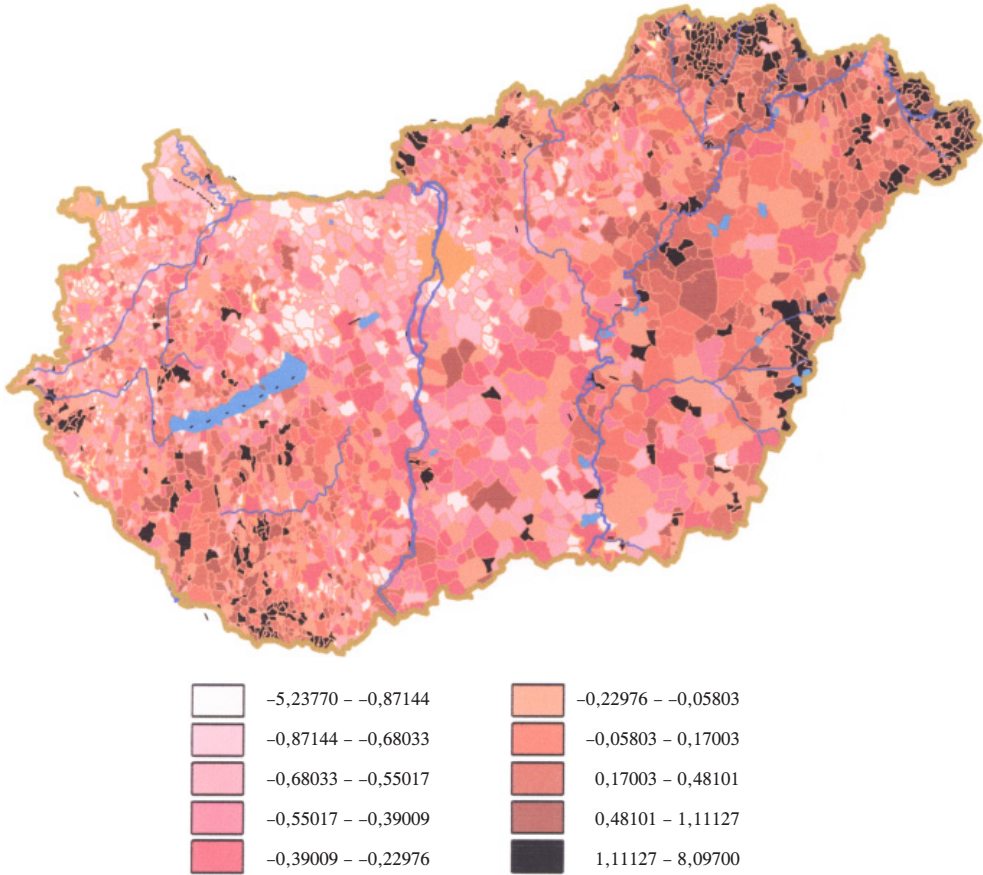 –5,23770 – –0,87144
–0,87144 – –0,68033
–0,68033 – –0,55017
–0,55017 – –0,39009
–0,39009 – –0,22976
–0,22976 – –0,05803
–0,05803 – 0,17003
0,17003 – 0,48101
0,48101 – 1,11127
1,11127 – 8,09700